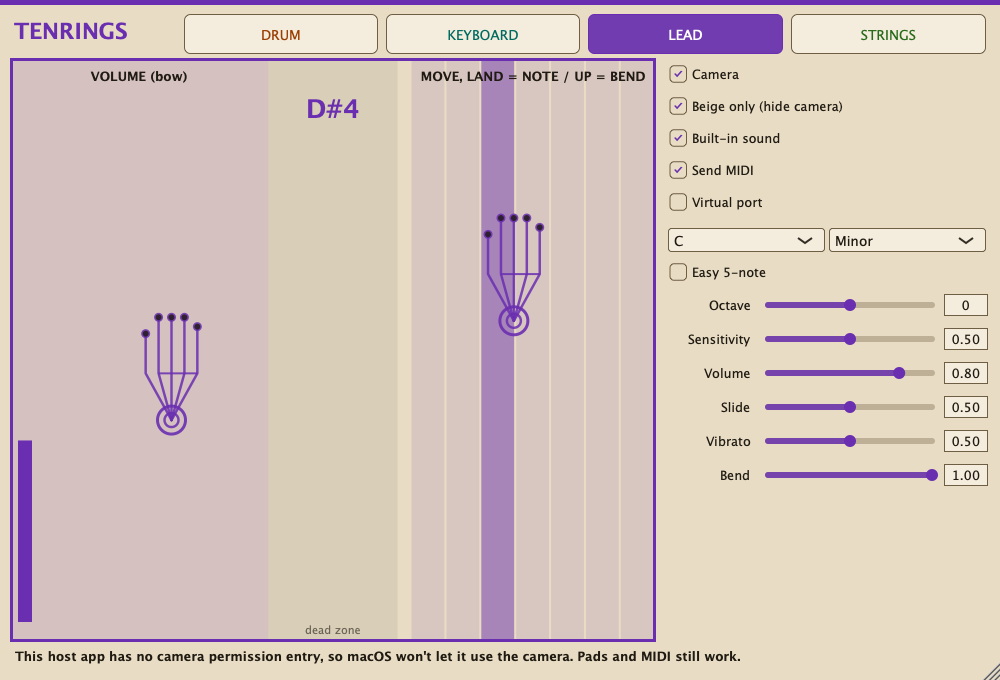 TENRINGS
DRUM
KEYBOARD
LEAD
STRINGS
VOLUME (bow)
D#4
MOVE, LAND = NOTE / UP = BEND
dead zone
Camera
Beige only (hide camera)
Built-in sound
Send MIDI
Virtual port
C
Minor
Easy 5-note
Octave 0
Sensitivity 0.50
Volume 0.80
Slide 0.50
Vibrato 0.50
Bend 1.00
This host app has no camera permission entry, so macOS won't let it use the camera. Pads and MIDI still work.